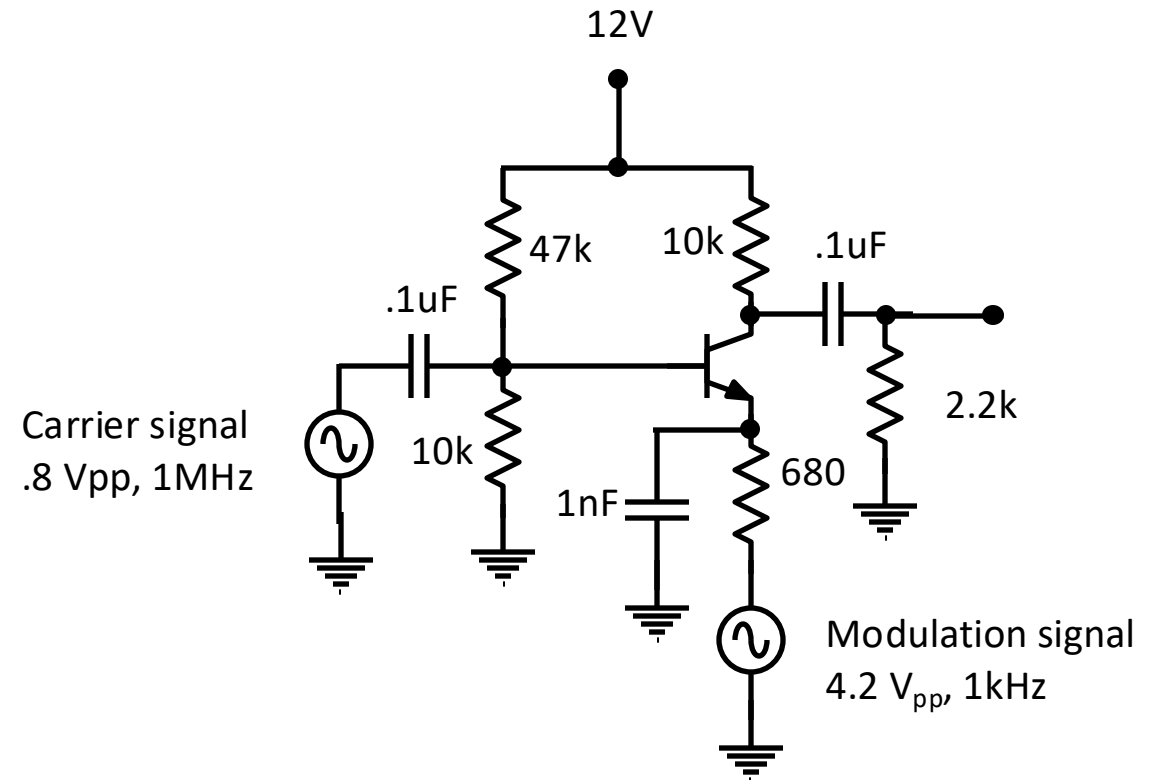 12V
47k
10k
.1uF
.1uF
Carrier signal
.8 Vpp, 1MHz
10k
2.2k
680
1nF
Modulation signal
4.2 Vpp, 1kHz